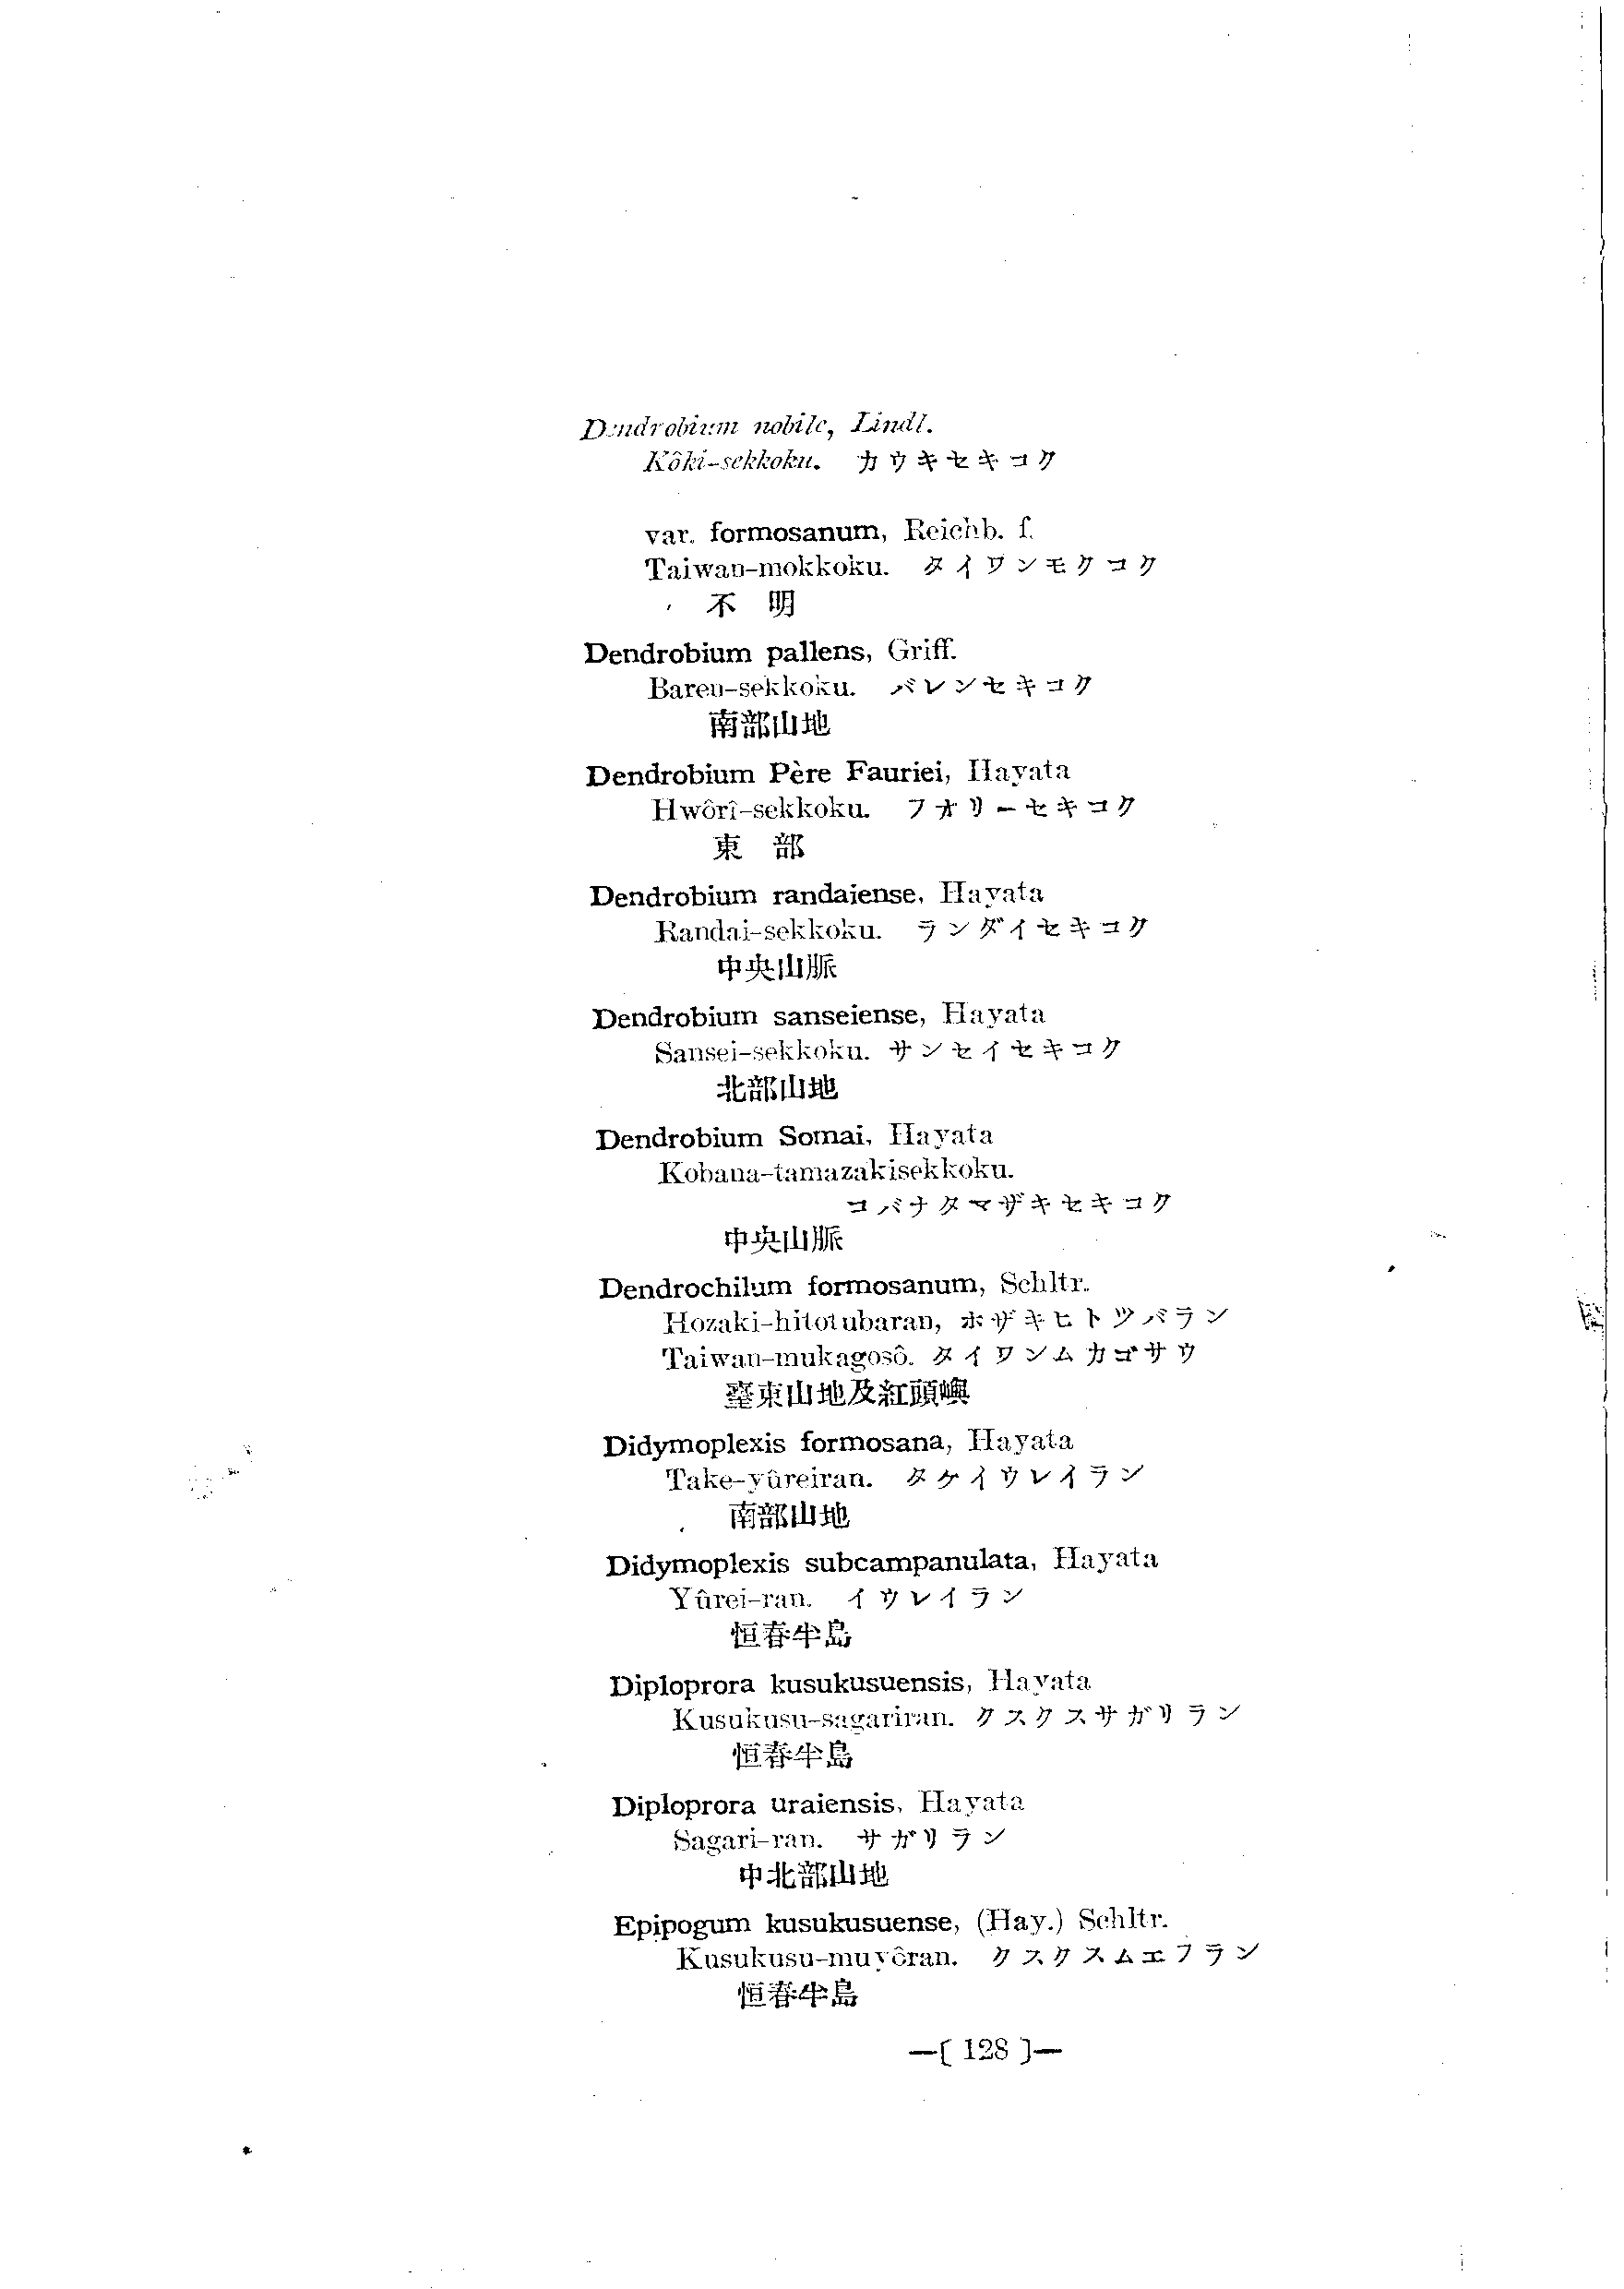 Dendrobium nobile, Lindl.
Kôki-sekkoku. カウキセキコク
var. formosanum, Reichb. f.
Taiwan-mokkoku. タイワンモクコク
不明
Dendrobium pallens, Griff.
Baren-sekkoku. バレンセキコク
南部山地
Dendrobium Père Fauriei, Hayata
Hwôrî-sekkoku. フオリーセキコク
東部
Dendrobium randaiense, Hayata
Randai-sekkoku. ランダイセキコク
中央山脈
Dendrobium sanseiense, Hayata
Sansei-sekkoku. サンセイセキコク
北部山地
Dendrobium Somai, Hayata
Kobana-tamazakisekkoku.
コバナタマザキセキコク
中央山脈
Dendrochilum formosanum, Schltr.
Hozaki-hitotubaran, ホザキヒトツバラン
Taiwan-mukagosô. タイワンムカゴサウ
臺東山地及紅頭嶼
Didymoplexis formosana, Hayata
Take-yûreiran. タケイウレイラン
南部山地
Didymoplexis subcampanulata, Hayata
Yûrei-ran. イウレイラン
恒春半島
Diploprora kusukusuensis, Hayata
Kusukusu-sagariran. クスクスサガリラン
恒春半島
Diploprora uraiensis, Hayata
Sagari-ran. サガリラン
中北部山地
Epipogum kusukusuense, (Hay.) Schltr.
Kusukusu-muyôran. クスクスムエフラン
恒春半島
—[ 128 ]—